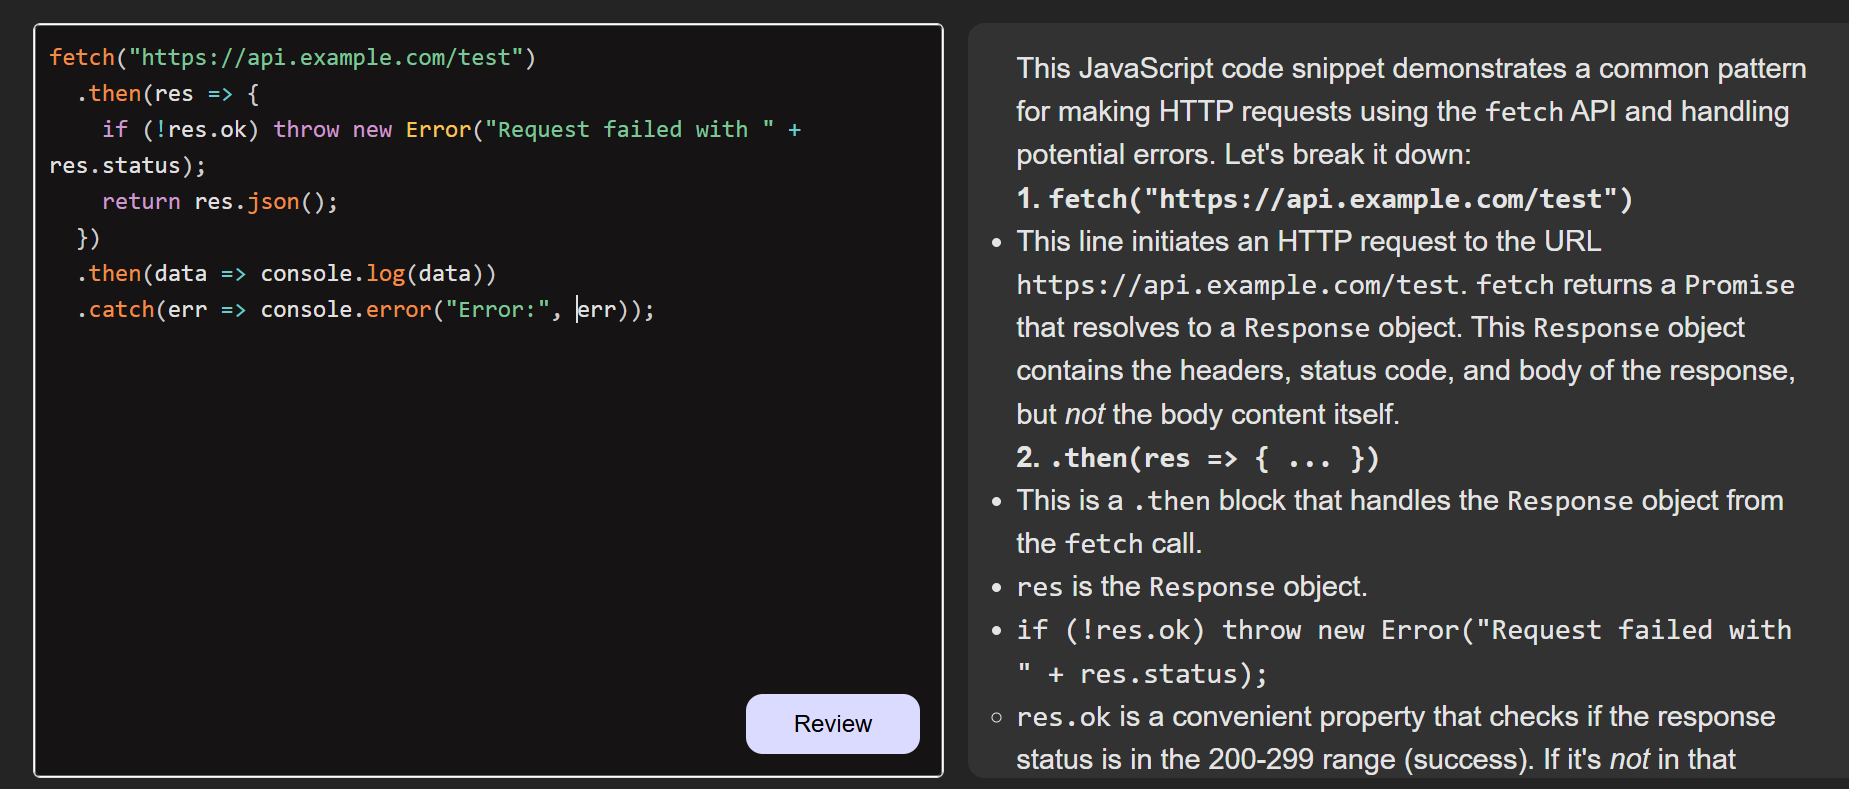 fetch("https://api.example.com/test")
  .then(res => {
    if (!res.ok) throw new Error("Request failed with " +
res.status);
    return res.json();
  })
  .then(data => console.log(data))
  .catch(err => console.error("Error:", err));
Review
This JavaScript code snippet demonstrates a common pattern
for making HTTP requests using the fetch API and handling
potential errors. Let's break it down:
1. fetch("https://api.example.com/test")
• This line initiates an HTTP request to the URL
https://api.example.com/test. fetch returns a Promise
that resolves to a Response object. This Response object
contains the headers, status code, and body of the response,
but not the body content itself.
2. .then(res => { ... })
• This is a .then block that handles the Response object from
the fetch call.
• res is the Response object.
• if (!res.ok) throw new Error("Request failed with
" + res.status);
○ res.ok is a convenient property that checks if the response
status is in the 200-299 range (success). If it's not in that